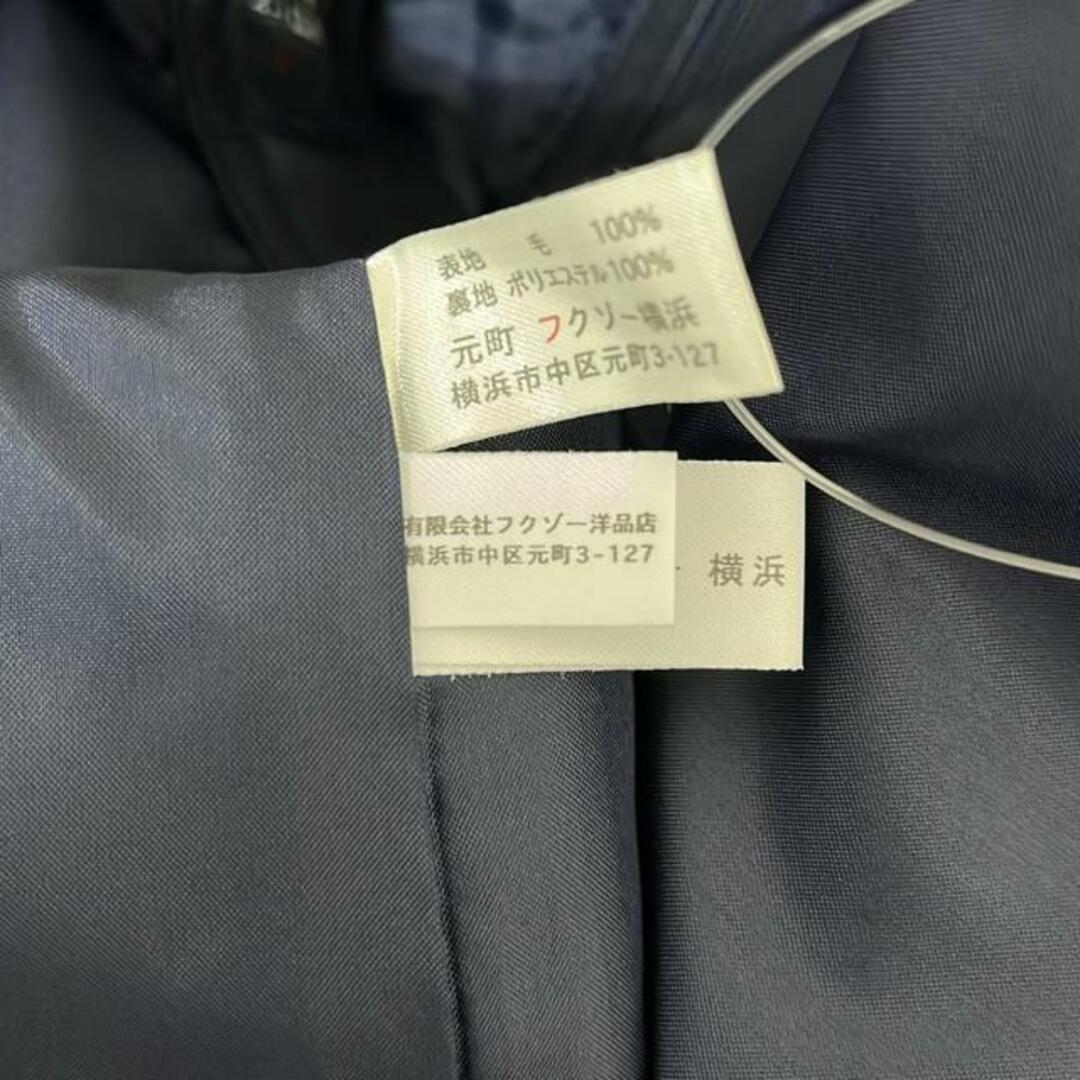 表地 毛 100%
裏地 ポリエステル100%
元町 フクゾー横浜
横浜市中区元町3-127
有限会社フクゾー洋品店
横浜市中区元町3-127
横浜